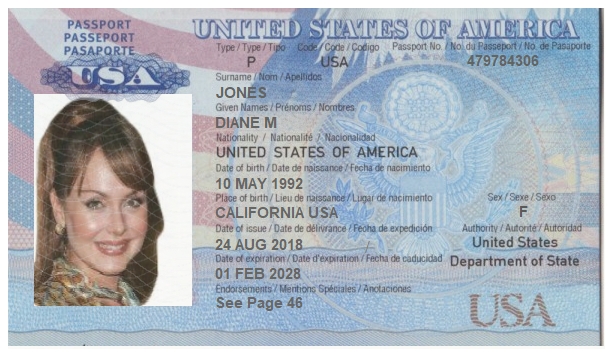 PASSPORT
PASSEPORT
PASAPORTE
USA
UNITED STATES OF AMERICA
Type / Type / Tipo Code / Code / Codigo Passport No. / No. du Passeport / No. de Pasaporte
P USA 479784306
Surname / Nom / Apellidos
JONES
Given Names / Prénoms / Nombres
DIANE M
Nationality / Nationalité / Nacionalidad
UNITED STATES OF AMERICA
Date of birth / Date de naissance / Fecha de nacimiento
10 MAY 1992
Place of birth / Lieu de naissance / Lugar de nacimiento Sex / Sexe / Sexo
CALIFORNIA USA F
Date of issue / Date de délivrance / Fecha de expedición Authority / Autorité / Autoridad
24 AUG 2018 United States
Date of expiration / Date d'expiration / Fecha de caducidad Department of State
01 FEB 2028
Endorsements / Mentions Spéciales / Anotaciones
See Page 46
USA